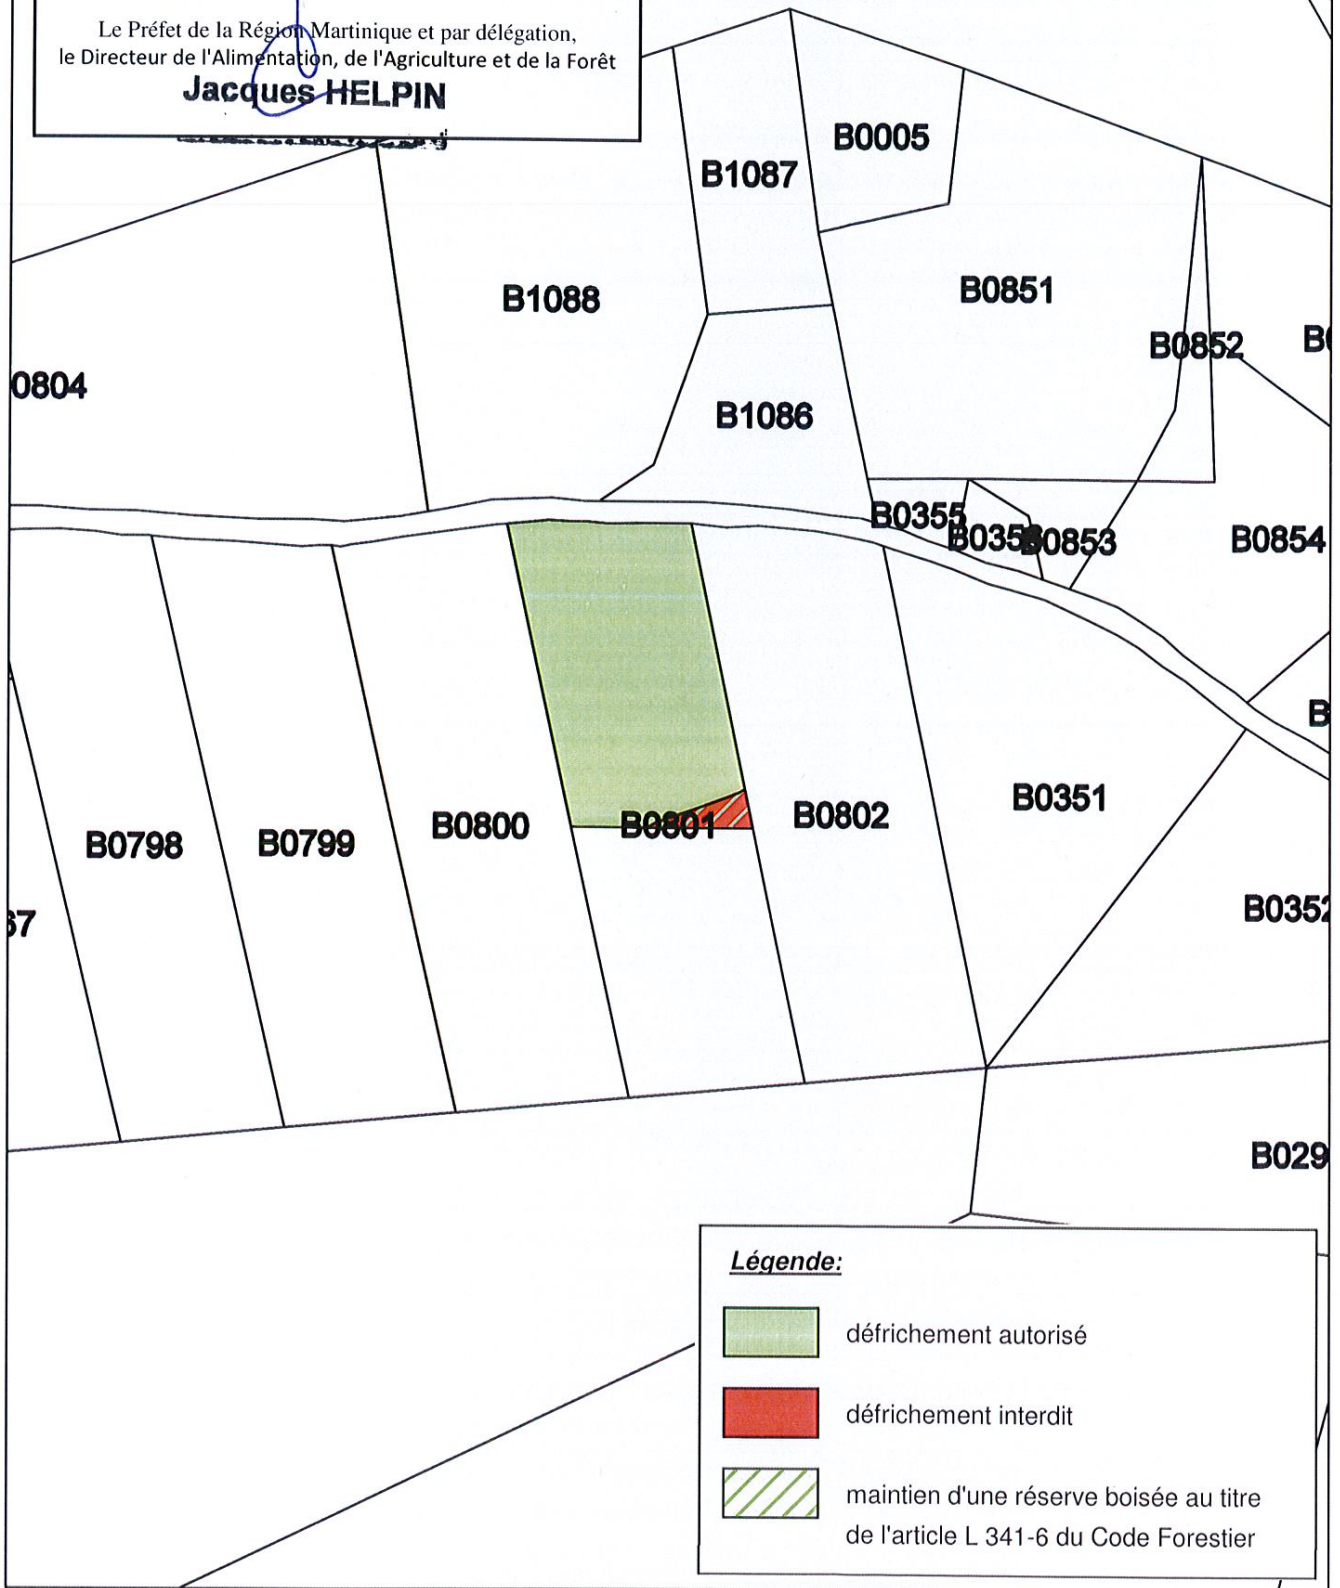 Le Préfet de la Région Martinique et par délégation,
le Directeur de l'Alimentation, de l'Agriculture et de la Forêt
Jacques HELPIN
B0005
B1087
B1088
B0851
B0852
0804
B1086
B0355
B0853
B0854
B0351
B0800
B0801
B0802
B0798
B0799
B0352
67
B029
Légende:
défrichement autorisé
défrichement interdit
maintien d'une réserve boisée au titre
de l'article L 341-6 du Code Forestier